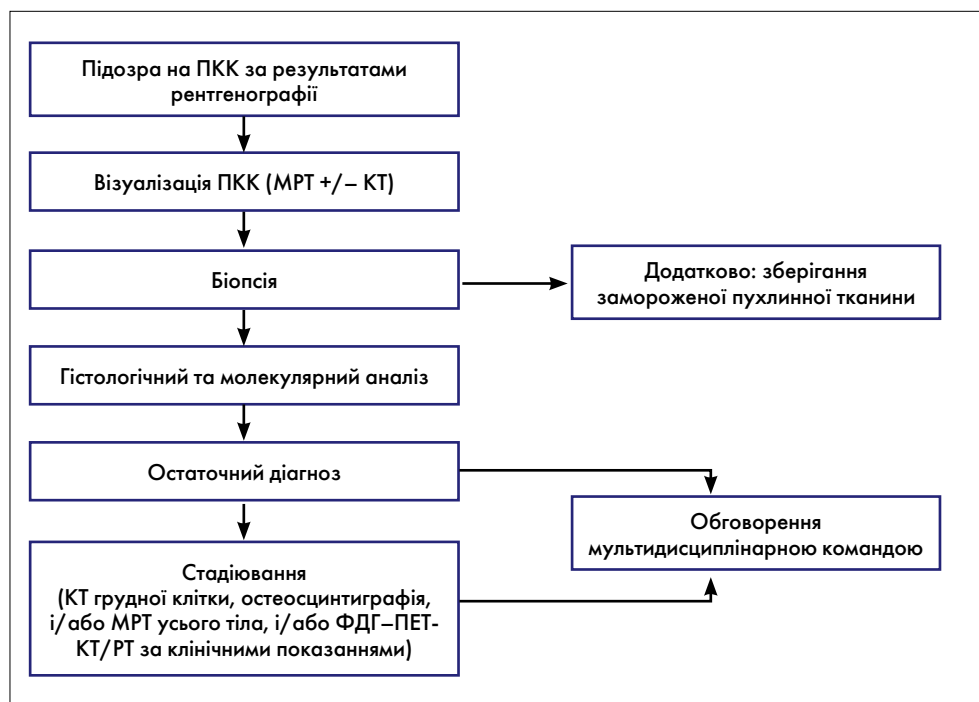 Підозра на ПКК за результатами
рентгенографії
Візуалізація ПКК (МРТ +/– КТ)
Біопсія
Додатково: зберігання
замороженої пухлинної тканини
Гістологічний та молекулярний аналіз
Остаточний діагноз
Обговорення
мультидисциплінарною командою
Стадіювання
(КТ грудної клітки, остеосцинтиграфія,
і/або МРТ усього тіла, і/або ФДГ–ПЕТ-
КТ/РТ за клінічними показаннями)